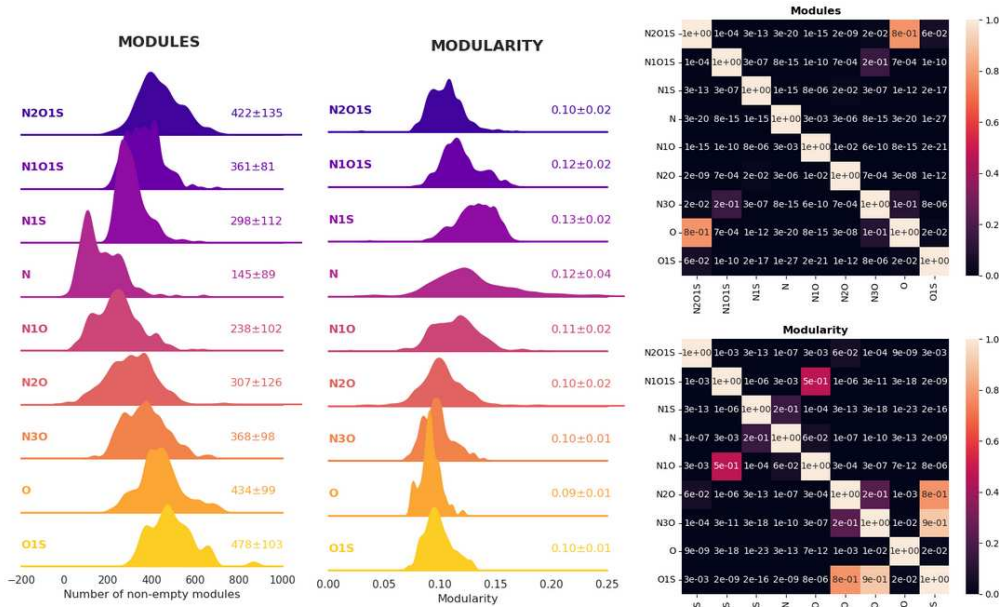 MODULES
N2O1S 422±135
N1O1S 361±81
N1S 298±112
N 145±89
N1O 238±102
N2O 307±126
N3O 368±98
O 434±99
O1S 478±103
−200 0 200 400 600 800 1000
Number of non-empty modules
MODULARITY
N2O1S 0.10±0.02
N1O1S 0.12±0.02
N1S 0.13±0.02
N 0.12±0.04
N1O 0.11±0.02
N2O 0.10±0.02
N3O 0.10±0.01
O 0.09±0.01
O1S 0.10±0.01
0.00 0.05 0.10 0.15 0.20 0.25
Modularity
Modules
N2O1S 1e+00 1e-04 3e-13 3e-20 1e-15 2e-09 2e-02 8e-01 6e-02
N1O1S 1e-04 1e+00 3e-07 8e-15 1e-10 7e-04 2e-01 7e-04 1e-10
N1S 3e-13 3e-07 1e+00 1e-15 8e-06 2e-02 3e-07 1e-12 2e-17
N 3e-20 8e-15 1e-15 1e+00 3e-03 3e-06 8e-15 3e-20 1e-27
N1O 1e-15 1e-10 8e-06 3e-03 1e+00 1e-02 6e-10 8e-15 2e-21
N2O 2e-09 7e-04 2e-02 3e-06 1e-02 1e+00 7e-04 3e-08 1e-12
N3O 2e-02 2e-01 3e-07 8e-15 6e-10 7e-04 1e+00 1e-01 8e-06
O 8e-01 7e-04 1e-12 3e-20 8e-15 3e-08 1e-01 1e+00 2e-02
O1S 6e-02 1e-10 2e-17 1e-27 2e-21 1e-12 8e-06 2e-02 1e+00
N2O1S N1O1S N1S N N1O N2O N3O O O1S
1.0
0.8
0.6
0.4
0.2
0.0
Modularity
N2O1S 1e+00 1e-03 3e-13 1e-07 3e-03 6e-02 1e-04 9e-09 3e-03
N1O1S 1e-03 1e+00 1e-06 3e-03 5e-01 1e-06 3e-11 3e-18 2e-09
N1S 3e-13 1e-06 1e+00 2e-01 1e-04 3e-13 3e-18 1e-23 2e-16
N 1e-07 3e-03 2e-01 1e+00 6e-02 1e-07 1e-10 3e-13 2e-09
N1O 3e-03 5e-01 1e-04 6e-02 1e+00 3e-04 3e-07 7e-12 8e-06
N2O 6e-02 1e-06 3e-13 1e-07 3e-04 1e+00 2e-01 1e-03 8e-01
N3O 1e-04 3e-11 3e-18 1e-10 3e-07 2e-01 1e+00 1e-02 9e-01
O 9e-09 3e-18 1e-23 3e-13 7e-12 1e-03 1e-02 1e+00 2e-02
O1S 3e-03 2e-09 2e-16 2e-09 8e-06 8e-01 9e-01 2e-02 1e+00
1.0
0.8
0.6
0.4
0.2
0.0